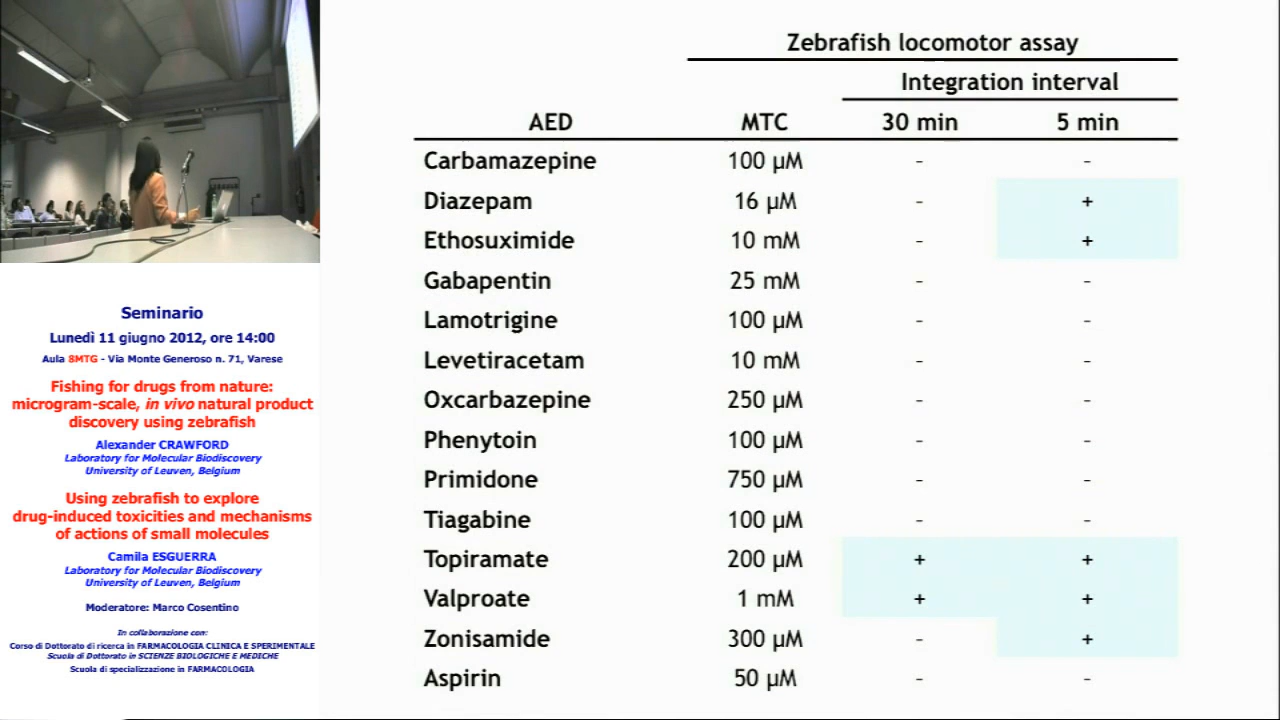 Seminario
Lunedì 11 giugno 2012, ore 14:00
Aula 8MTG - Via Monte Generoso n. 71, Varese
Fishing for drugs from nature:
microgram-scale, in vivo natural product
discovery using zebrafish
Alexander CRAWFORD
Laboratory for Molecular Biodiscovery
University of Leuven, Belgium
Using zebrafish to explore
drug-induced toxicities and mechanisms
of actions of small molecules
Camila ESGUERRA
Laboratory for Molecular Biodiscovery
University of Leuven, Belgium
Moderatore: Marco Cosentino
In collaborazione con:
Corso di Dottorato di ricerca in FARMACOLOGIA CLINICA E SPERIMENTALE
Scuola di Dottorato in SCIENZE BIOLOGICHE E MEDICHE
Scuola di specializzazione in FARMACOLOGIA
Zebrafish locomotor assay
Integration interval
AED MTC 30 min 5 min
Carbamazepine 100 µM - -
Diazepam 16 µM - +
Ethosuximide 10 mM - +
Gabapentin 25 mM - -
Lamotrigine 100 µM - -
Levetiracetam 10 mM - -
Oxcarbazepine 250 µM - -
Phenytoin 100 µM - -
Primidone 750 µM - -
Tiagabine 100 µM - -
Topiramate 200 µM + +
Valproate 1 mM + +
Zonisamide 300 µM - +
Aspirin 50 µM - -